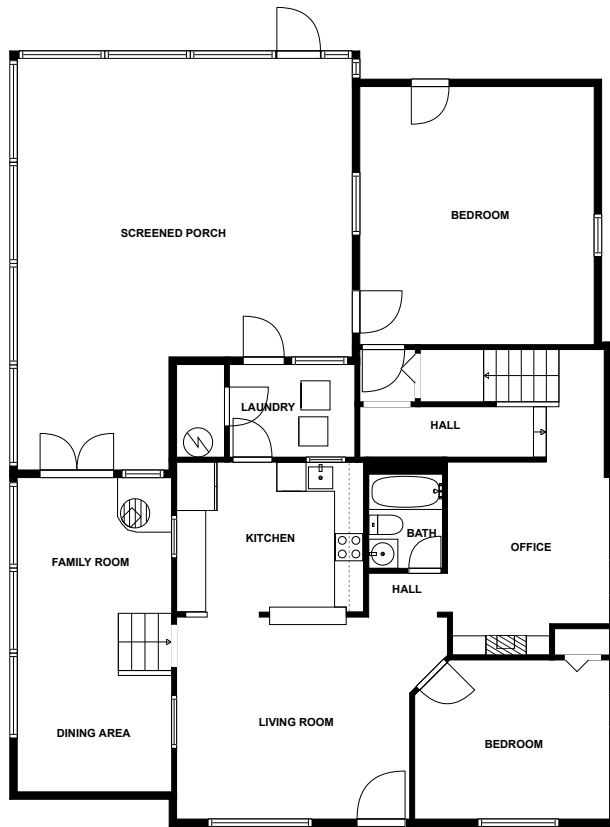 BEDROOM
SCREENED PORCH
LAUNDRY
HALL
KITCHEN
BATH
OFFICE
FAMILY ROOM
HALL
LIVING ROOM
DINING AREA
BEDROOM